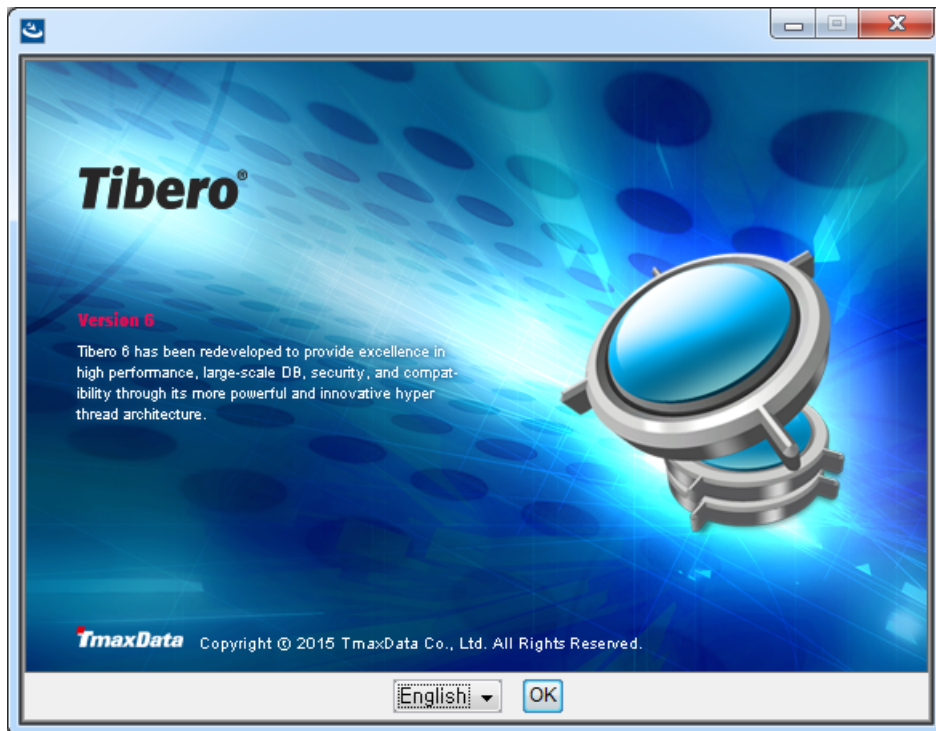 Tibero®
Version 6
Tibero 6 has been redeveloped to provide excellence in
high performance, large-scale DB, security, and compat-
ibility through its more powerful and innovative hyper
thread architecture.
TmaxData Copyright © 2015 TmaxData Co., Ltd. All Rights Reserved.
English OK